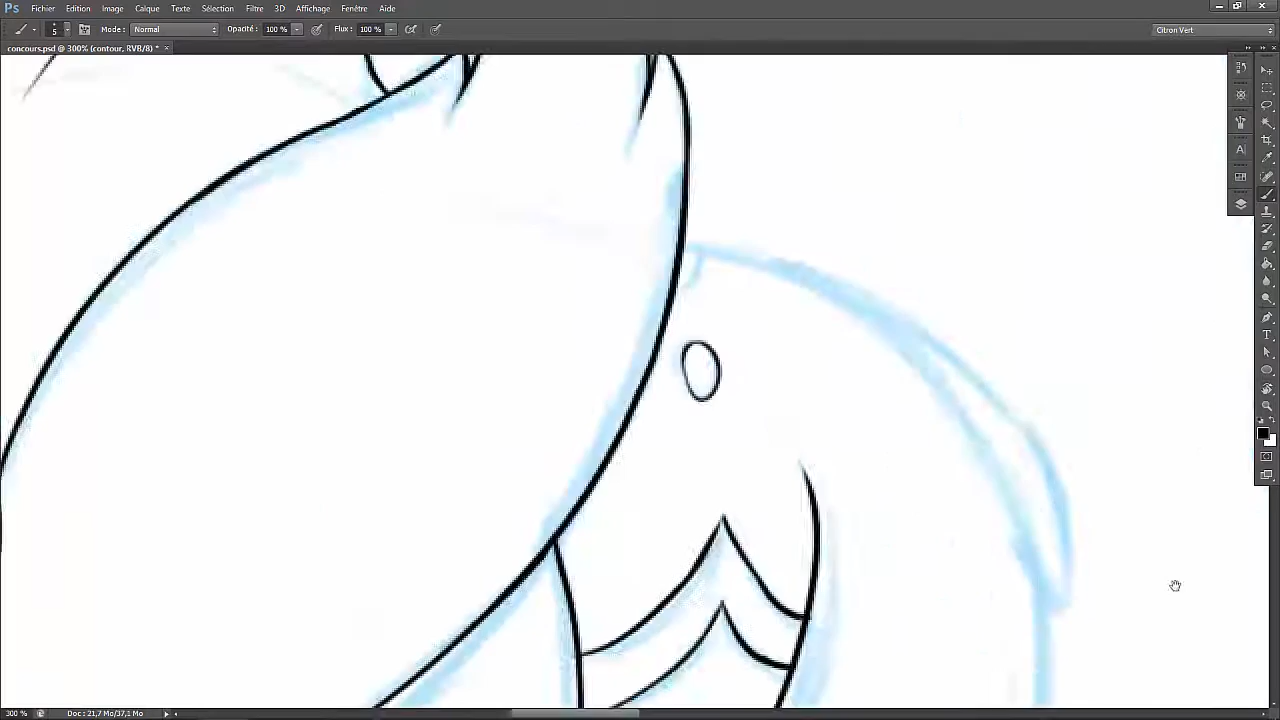 Ps Fichier Edition Image Calque Texte Sélection Filtre 3D Affichage Fenêtre Aide
5 Mode : Normal Opacité : 100 % Flux : 100 % Citron Vert
concours.psd @ 300% (contour, RVB/8) * ×
A
T
300 % Doc : 21,7 Mo/37,1 Mo